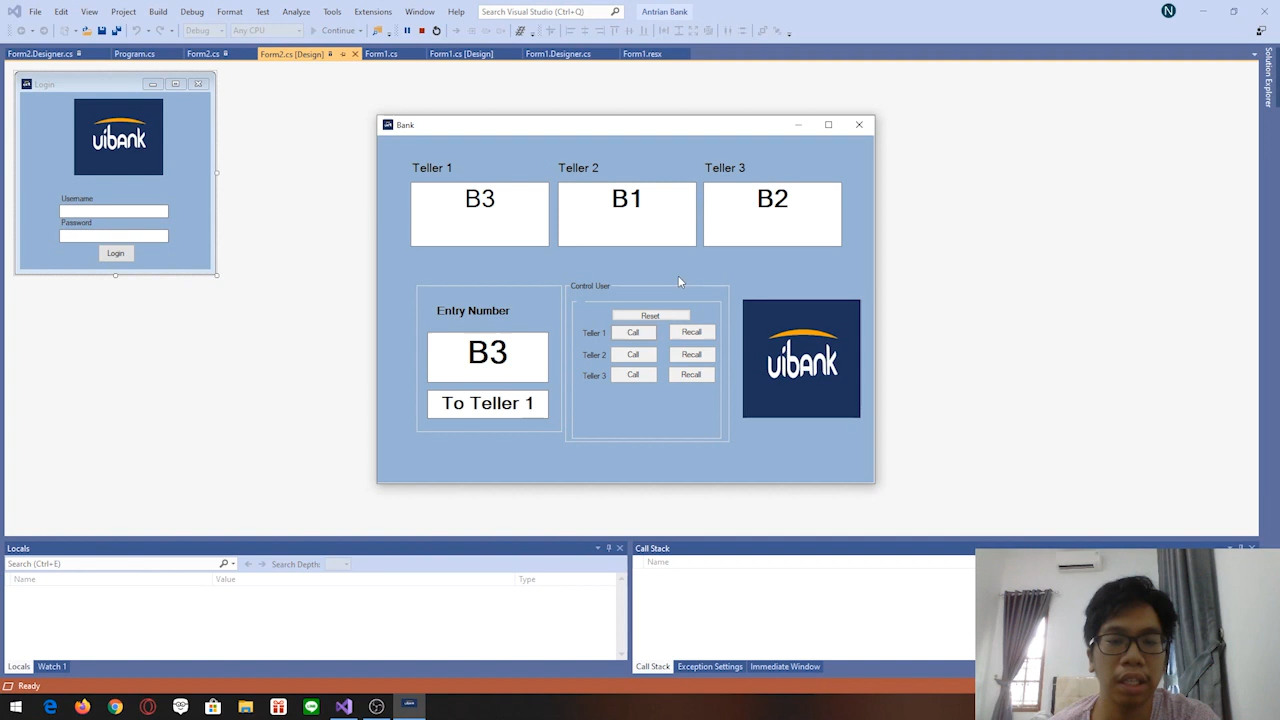 File Edit View Project Build Debug Format Test Analyze Tools Extensions Window Help Search Visual Studio (Ctrl+Q) Antrian Bank N
Debug Any CPU Continue
Form2.Designer.cs Program.cs Form2.cs Form2.cs [Design] Form1.cs Form1.cs [Design] Form1.Designer.cs Form1.resx
Solution Explorer
Login
uibank
Username
Password
Login
Bank
Teller 1 Teller 2 Teller 3
B3 B1 B2
Entry Number
B3
To Teller 1
Control User
Reset
Teller 1 Call Recall
Teller 2 Call Recall
Teller 3 Call Recall
uibank
Locals
Search (Ctrl+E) Search Depth:
Name Value Type
Locals Watch 1
Call Stack
Name
Call Stack Exception Settings Immediate Window
Ready